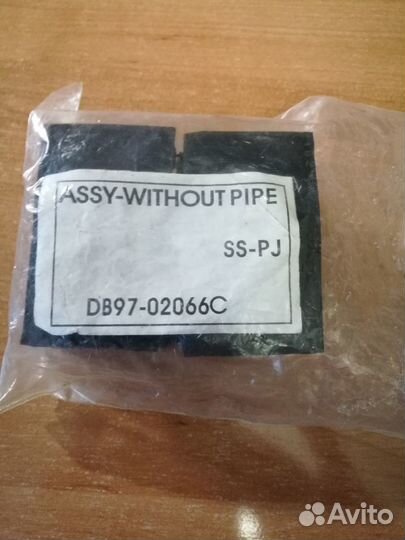 ASSY-WITHOUT PIPE
SS-PJ
DB97-02066C
Avito